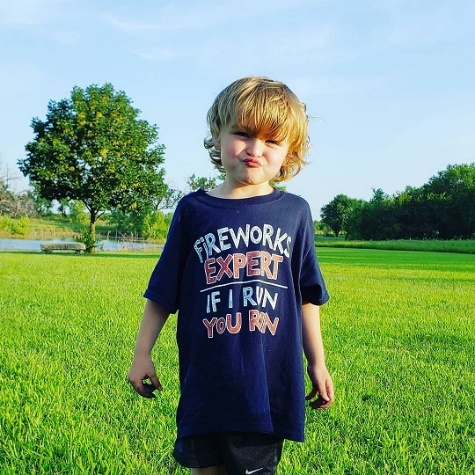 FIREWORKS
EXPERT
IF I RUN
YOU RUN